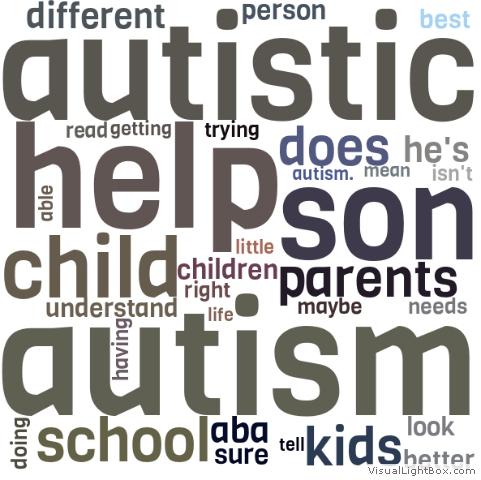 different person best
autistic
read getting trying
help does he's
autism. mean isn't
able
son
little
child children parents
right
understand life maybe needs
having
autism
doing school aba kids look
sure tell better
VisualLightBox.com